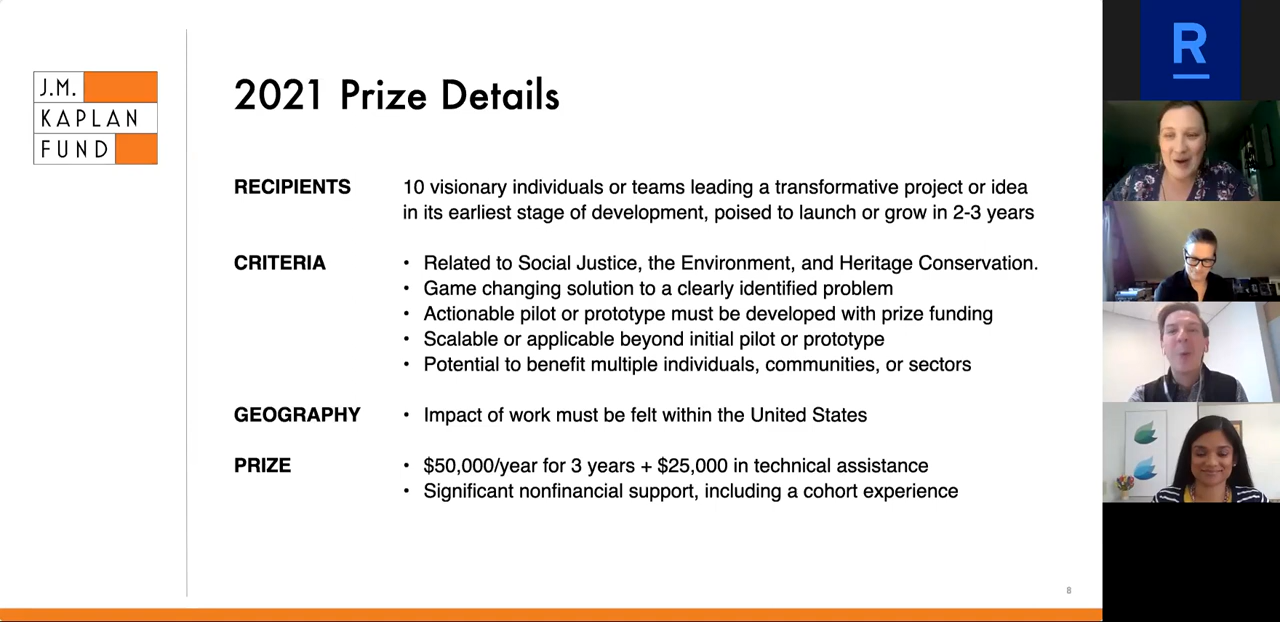 J.M.
KAPLAN
FUND
2021 Prize Details
RECIPIENTS
10 visionary individuals or teams leading a transformative project or idea
in its earliest stage of development, poised to launch or grow in 2-3 years
CRITERIA
• Related to Social Justice, the Environment, and Heritage Conservation.
• Game changing solution to a clearly identified problem
• Actionable pilot or prototype must be developed with prize funding
• Scalable or applicable beyond initial pilot or prototype
• Potential to benefit multiple individuals, communities, or sectors
GEOGRAPHY
• Impact of work must be felt within the United States
PRIZE
• $50,000/year for 3 years + $25,000 in technical assistance
• Significant nonfinancial support, including a cohort experience
8
R